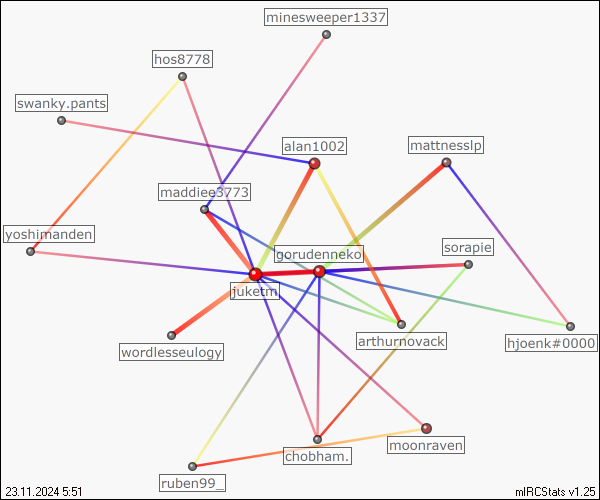 minesweeper1337
hos8778
swanky.pants
alan1002
mattnesslp
maddiee3773
yoshimanden
gorudenneko
sorapie
juketm
arthurnovack
hjoenk#0000
wordlesseulogy
moonraven
chobham.
ruben99_
23.11.2024 5:51
mIRCStats v1.25